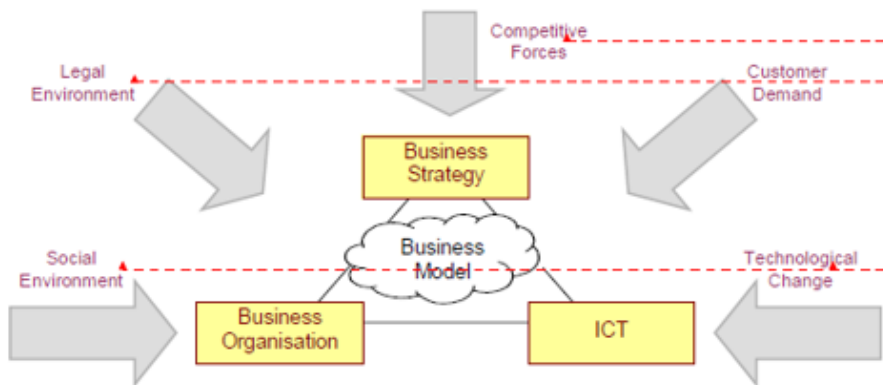 Competitive
Forces
Legal
Environment
Customer
Demand
Business
Strategy
Business
Model
Social
Environment
Technological
Change
Business
Organisation
ICT